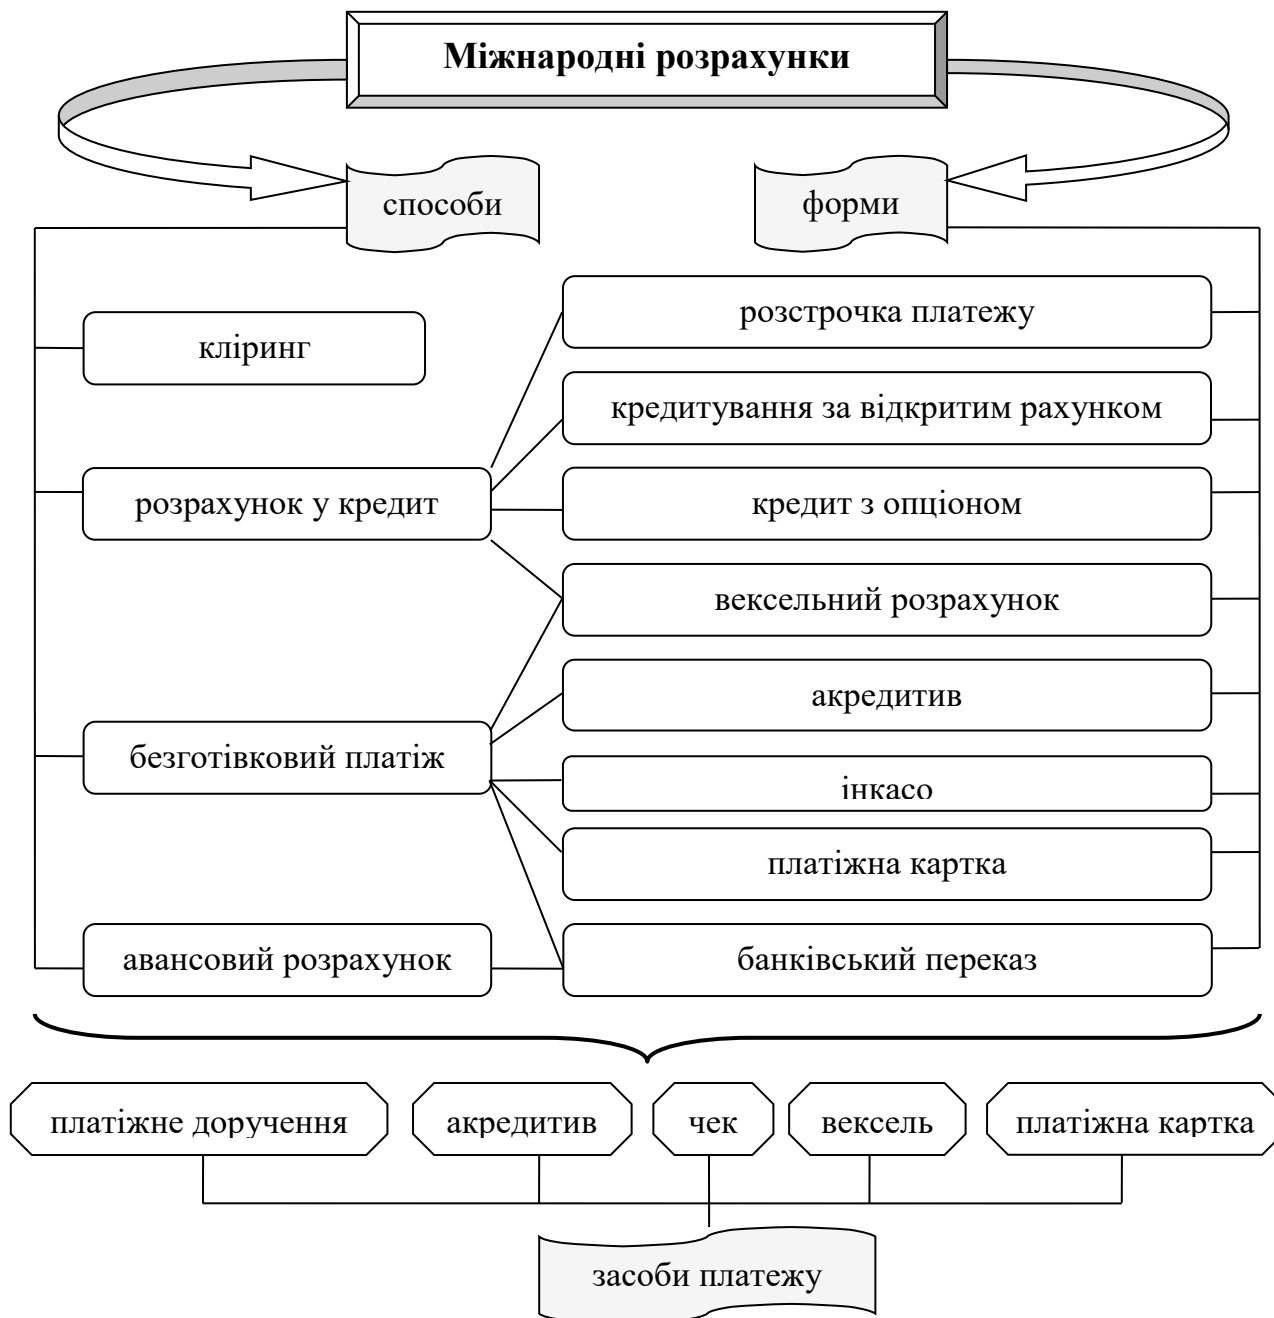 Міжнародні розрахунки
способи
форми
розстрочка платежу
кліринг
кредитування за відкритим рахунком
розрахунок у кредит
кредит з опціоном
вексельний розрахунок
акредитив
безготівковий платіж
інкасо
платіжна картка
авансовий розрахунок
банківський переказ
платіжне доручення
акредитив
чек
вексель
платіжна картка
засоби платежу